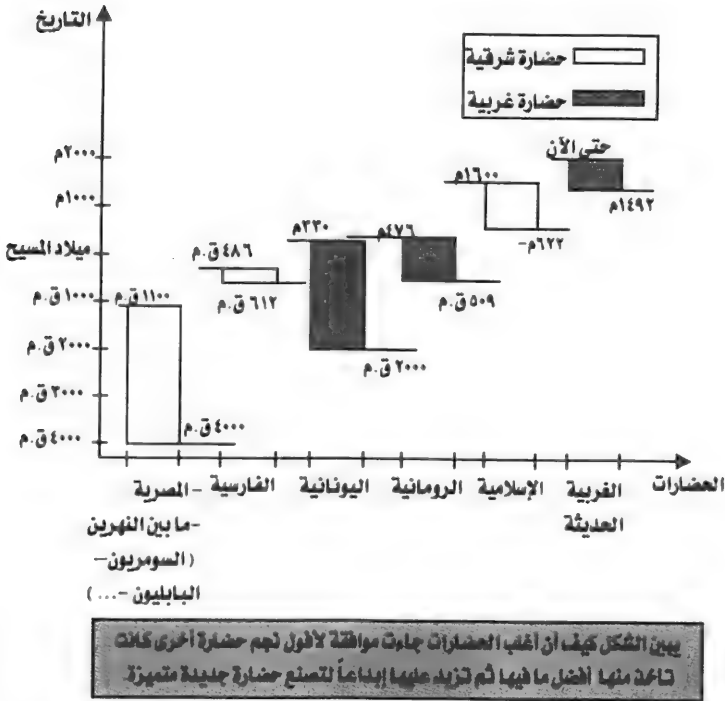 التاريخ
حضارة شرقية
حضارة غربية
حتى الآن
٢٠٠٠م
١٦٠٠م
١٤٩٢م
١٠٠٠م
٦٢٢م-
٤٧٦م
٣٣٠م
ميلاد المسيح
٤٨٦ ق.م
٦١٢ ق.م
٥٠٩ ق.م
١٠٠٠ ق.م
١١٠٠ ق.م
٢٠٠٠ ق.م
٢٠٠٠ ق.م
٣٠٠٠ ق.م
٤٠٠٠ ق.م
٤٠٠٠ ق.م
الحضارات
-المصرية
-ما بين النهرين
(السومريون-
البابليون -...)
الفارسية
اليونانية
الرومانية
الإسلامية
الغربية
الحديثة
يبين الشكل كيف أن أغلب الحضارات جاءت موافقة لأفول نجم حضارة أخرى كانت
تأخذ منها أفضل ما فيها ثم تزيد عليها إبداعاً لتصنع حضارة جديدة متميزة.